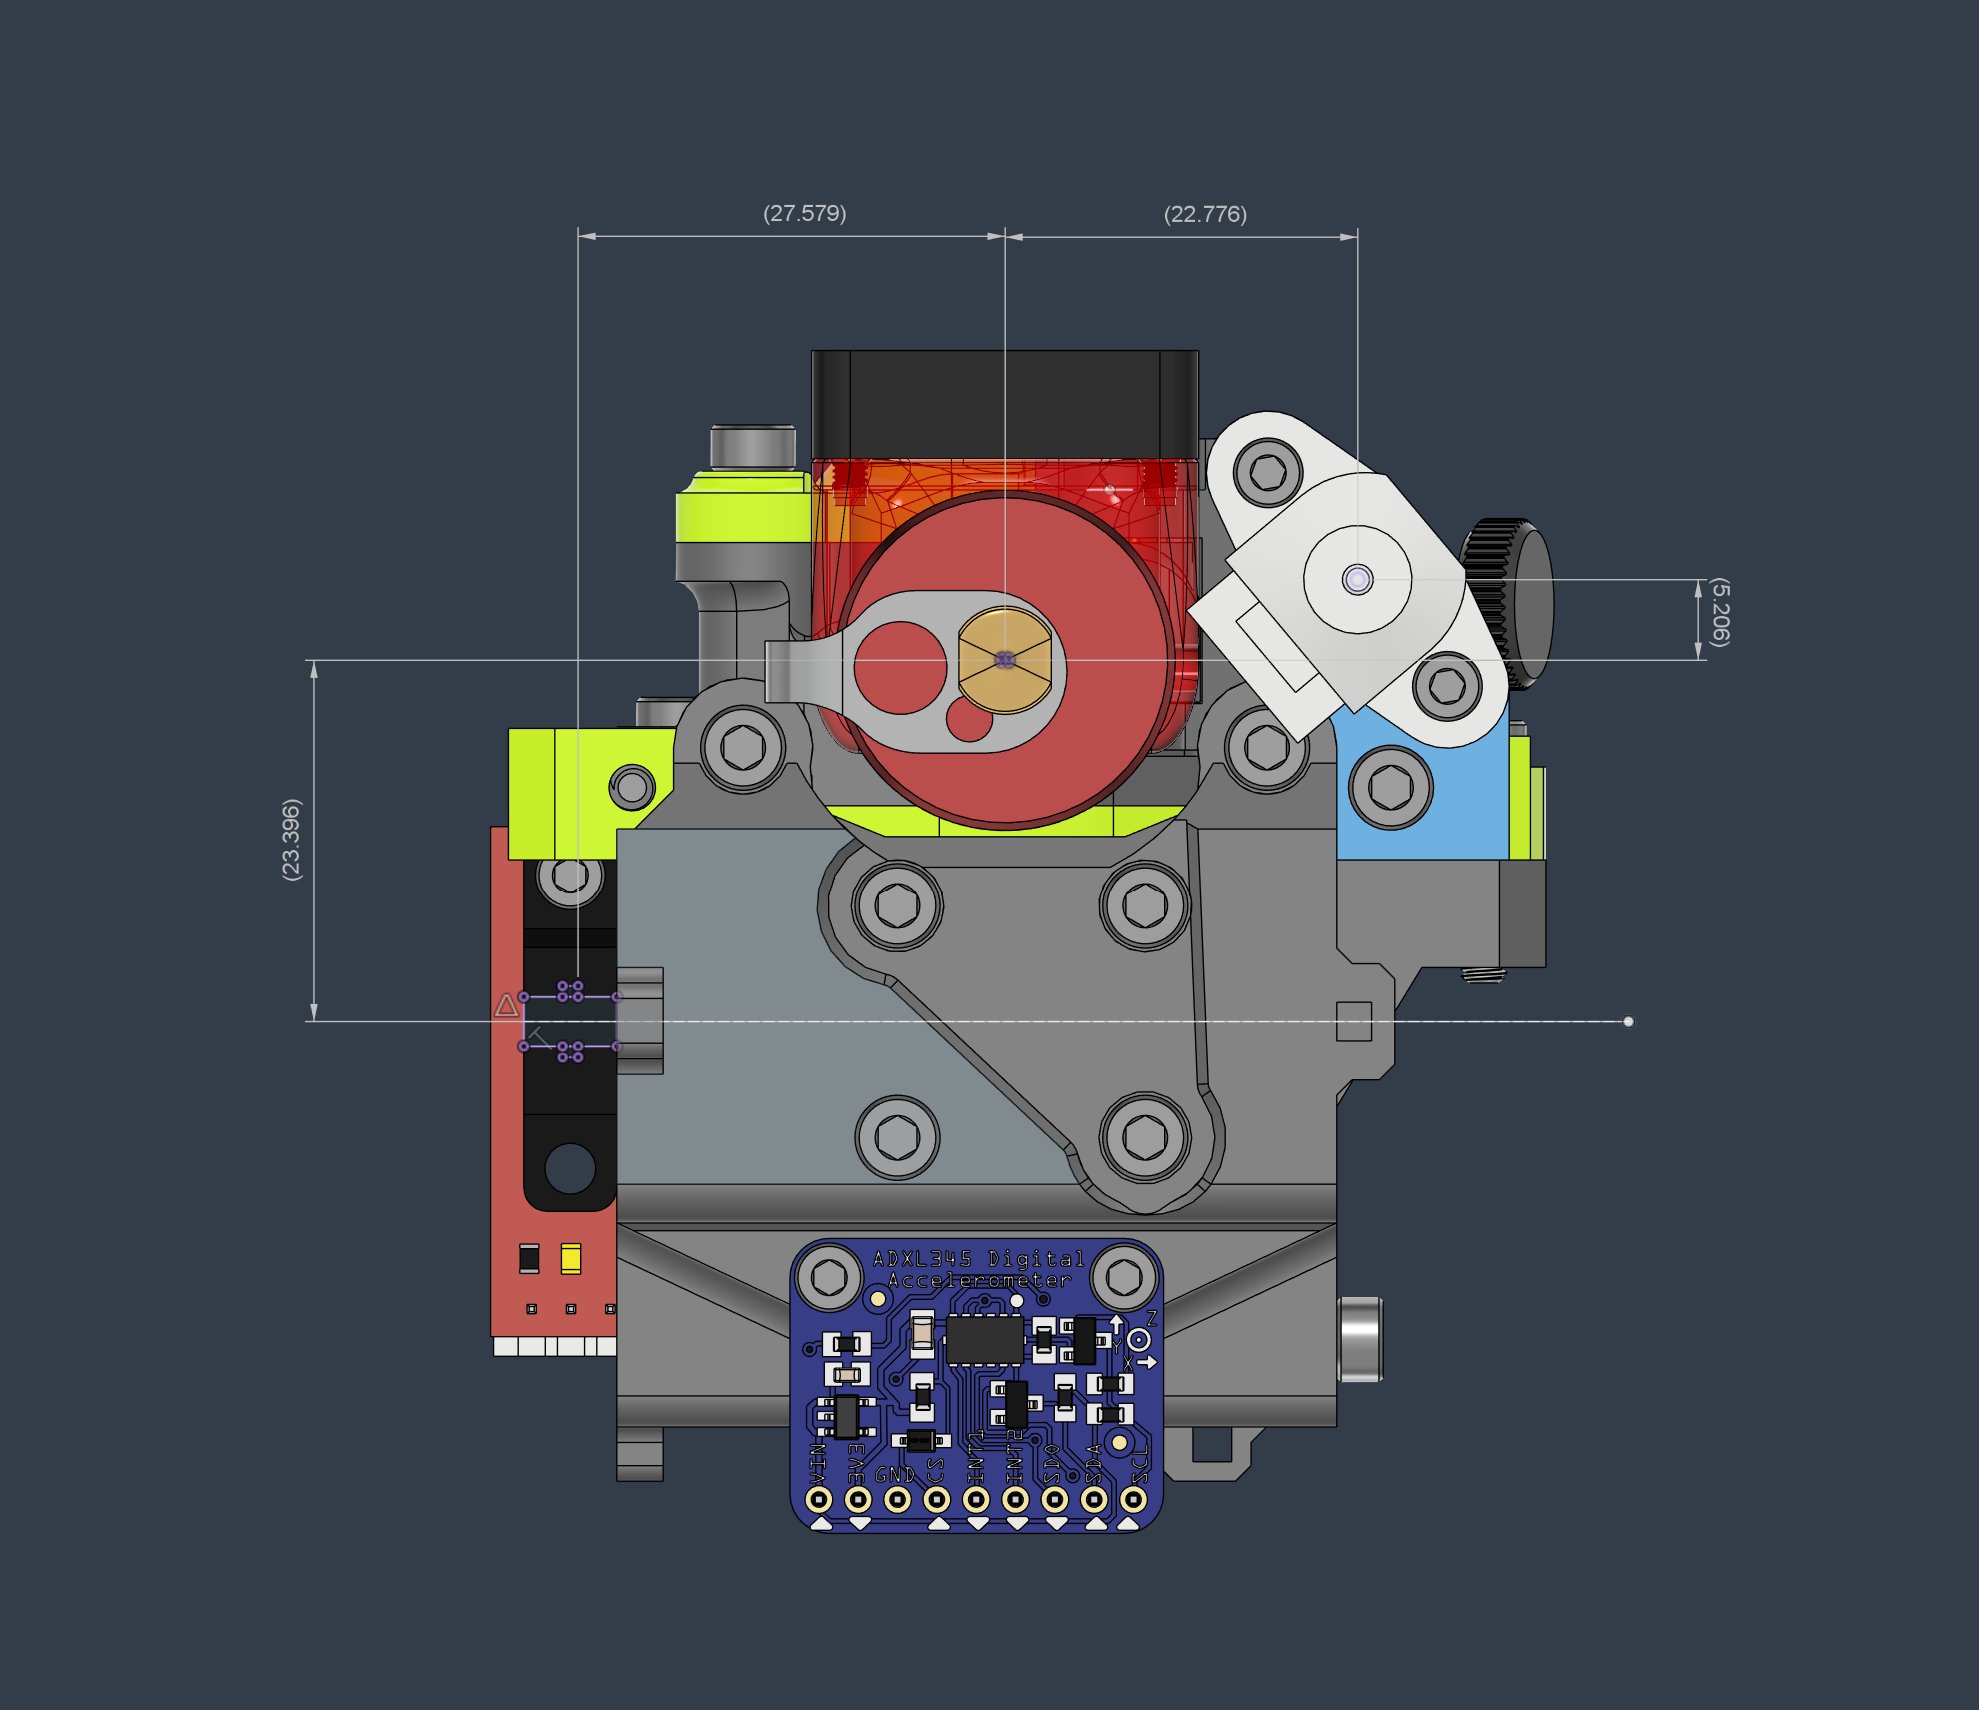 (27.579)
(22.776)
(5.206)
(23.396)
ADXL345 Digital
Accelerometer
Z
Y
X
VIN
3V3
GND
CS
INT1
INT2
SDO
SDA
SCL